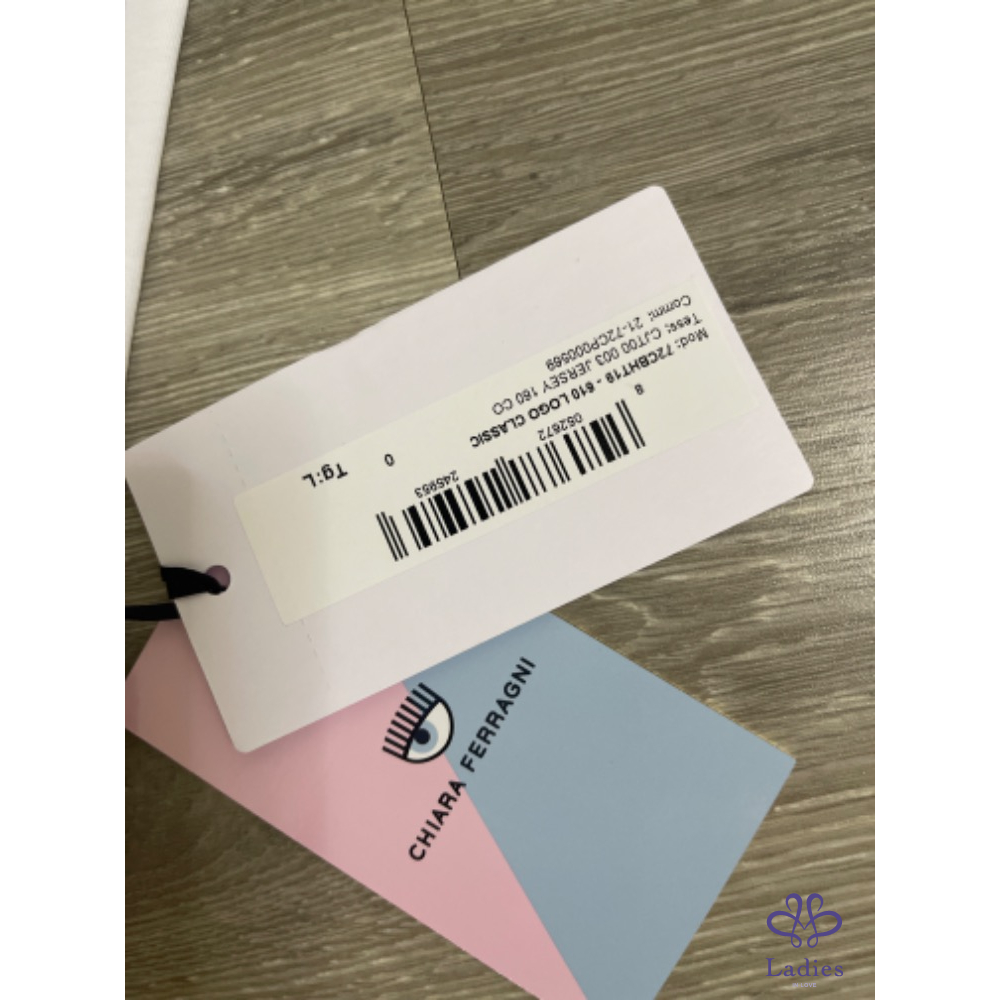 Comm: 21-72CP000569
Tess: CJT00 003 JERSEY 160 CO
Mod: 72CBHT19 - 610 LOGO CLASSIC
Tg:L
0
8
052672
245953
CHIARA FERRAGNI
Ladies